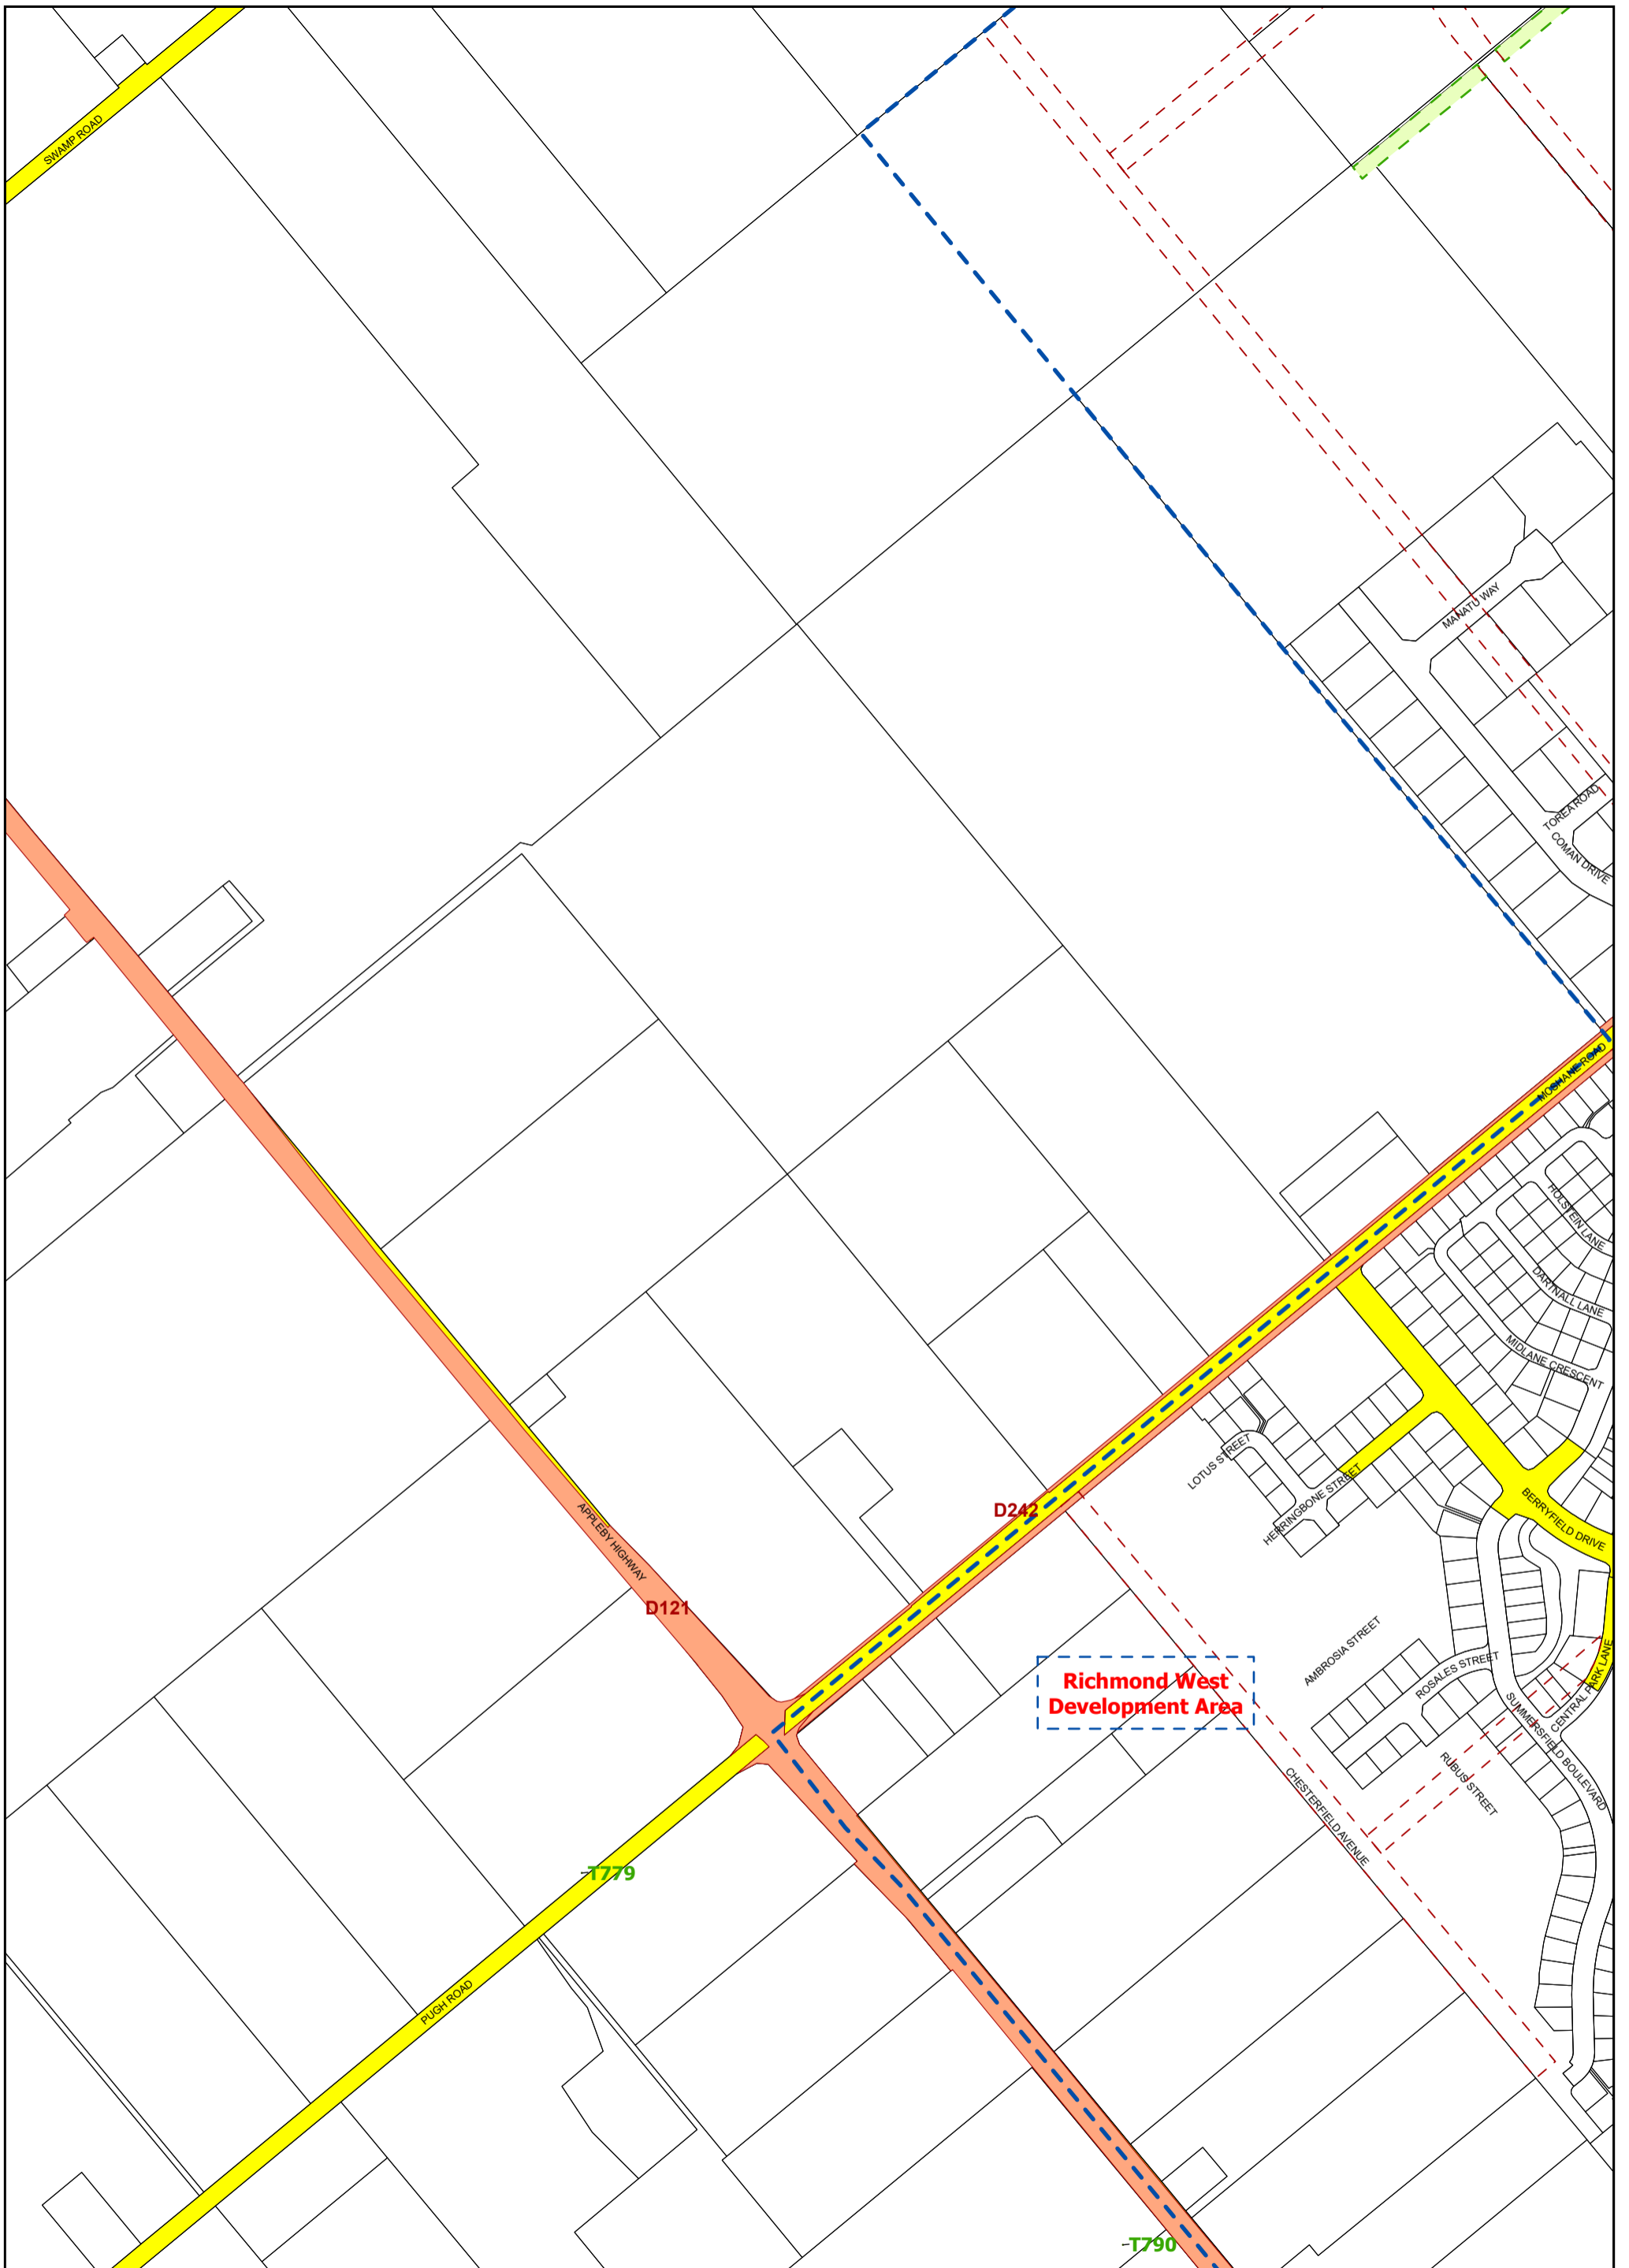 SWAMP ROAD
MANATU WAY
TOREA ROAD
COMAN DRIVE
MCSHANE ROAD
HOLSTEIN LANE
DARTNALL LANE
MIDLANE CRESCENT
LOTUS STREET
HERRINGBONE STREET
BERRYFIELD DRIVE
D242
APPLEBY HIGHWAY
D121
AMBROSIA STREET
ROSALES STREET
CENTRAL PARK LANE
Richmond West
Development Area
SUMMERSFIELD BOULEVARD
RUBUS STREET
CHESTERFIELD AVENUE
T779
PUGH ROAD
T790